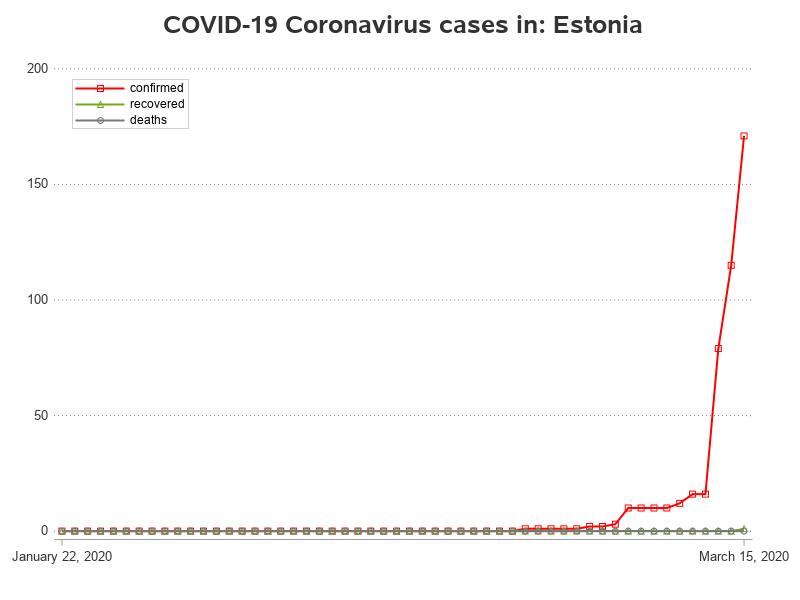 COVID-19 Coronavirus cases in: Estonia
200
confirmed
recovered
deaths
150
100
50
0
January 22, 2020
March 15, 2020